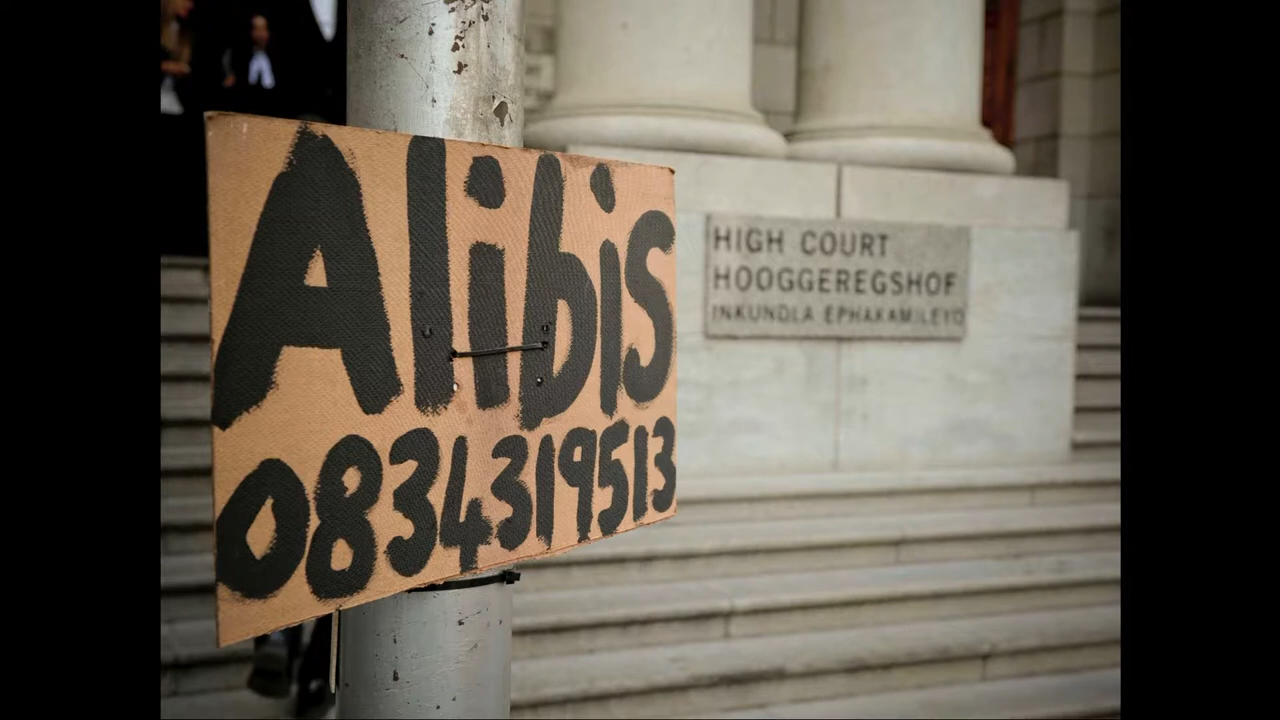 Alibis
0834319513
HIGH COURT
HOOGGEREGSHOF
INKUNDLA EPHAKAMILEYO